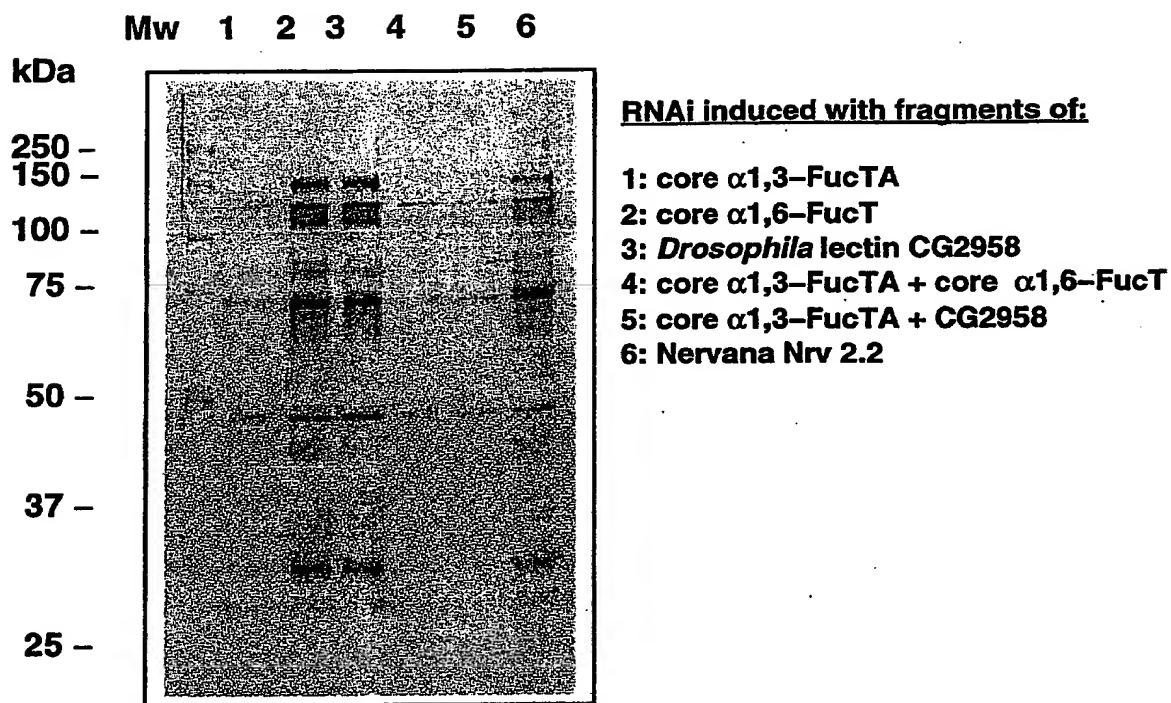 Mw 1 2 3 4 5 6
kDa
250 –
150 –
100 –
75 –
50 –
37 –
25 –
RNAi induced with fragments of:
1: core α1,3–FucTA
2: core α1,6–FucT
3: Drosophila lectin CG2958
4: core α1,3–FucTA + core α1,6–FucT
5: core α1,3–FucTA + CG2958
6: Nervana Nrv 2.2